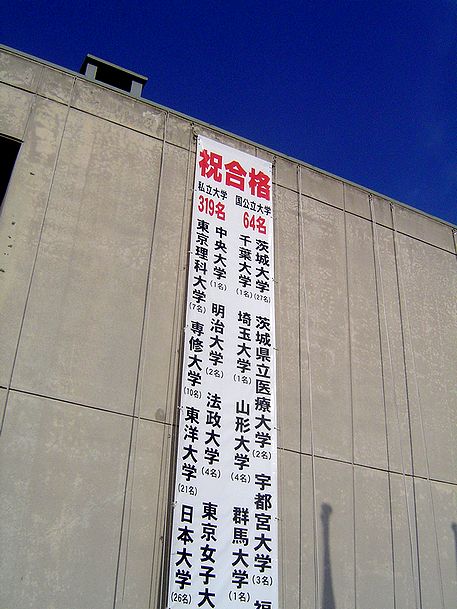 祝合格
国公立大学
64名
茨城大学(27名)
茨城県立医療大学(2名)
宇都宮大学(3名)
福
千葉大学(1名)
埼玉大学(1名)
山形大学(4名)
群馬大学(1名)
私立大学
319名
中央大学(1名)
明治大学(2名)
法政大学(4名)
東京女子大
東京理科大学(7名)
専修大学(10名)
東洋大学(21名)
日本大学(26名)